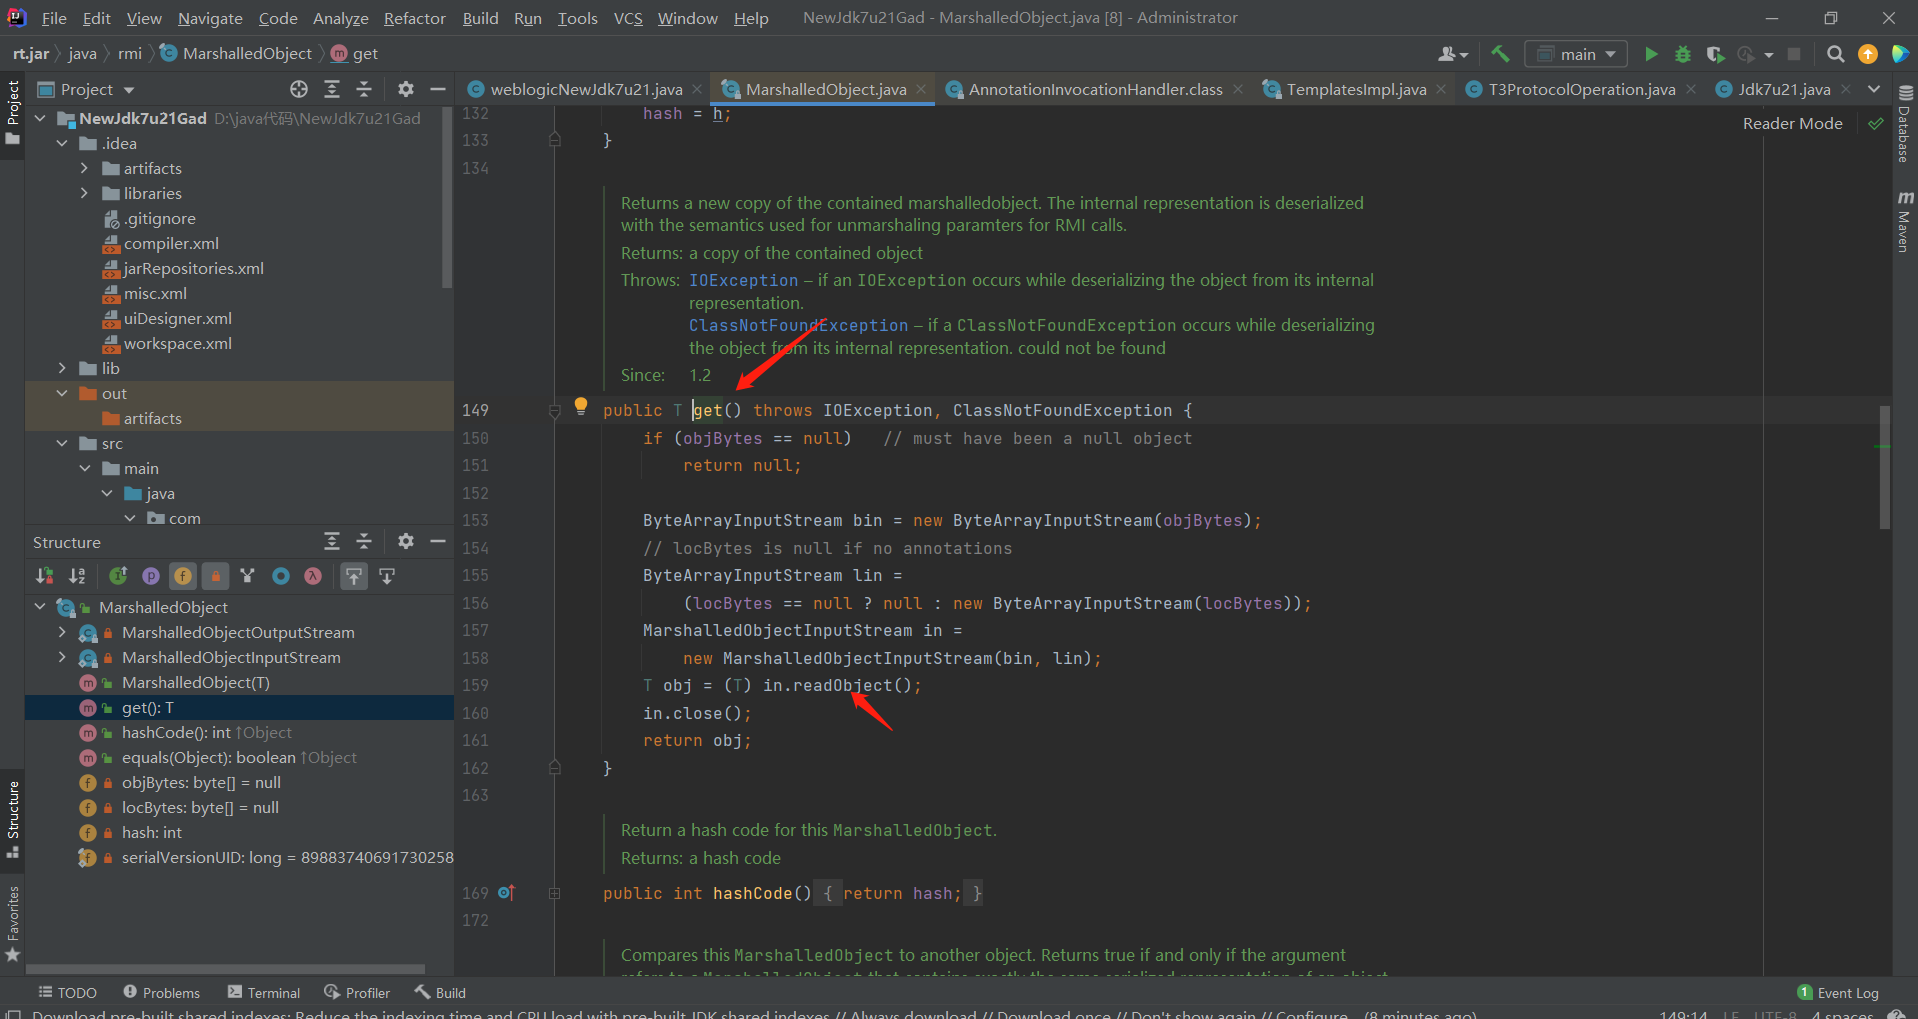 File Edit View Navigate Code Analyze Refactor Build Run Tools VCS Window Help NewJdk7u21Gad - MarshalledObject.java [8] - Administrator
rt.jar java rmi MarshalledObject get main
Project
weblogicNewJdk7u21.java MarshalledObject.java AnnotationInvocationHandler.class TemplatesImpl.java T3ProtocolOperation.java Jdk7u21.java
NewJdk7u21Gad D:\java代码\NewJdk7u21Gad
.idea
artifacts
libraries
.gitignore
compiler.xml
jarRepositories.xml
misc.xml
uiDesigner.xml
workspace.xml
lib
out
artifacts
src
main
java
com
Structure
MarshalledObject
MarshalledObjectOutputStream
MarshalledObjectInputStream
MarshalledObject(T)
get(): T
hashCode(): int ↑Object
equals(Object): boolean ↑Object
objBytes: byte[] = null
locBytes: byte[] = null
hash: int
serialVersionUID: long = 89883740691730258
Project
Structure
Favorites
Reader Mode
132 hash = h;
133 }
134
Returns a new copy of the contained marshalledobject. The internal representation is deserialized
with the semantics used for unmarshaling paramters for RMI calls.
Returns: a copy of the contained object
Throws: IOException – if an IOException occurs while deserializing the object from its internal
representation.
ClassNotFoundException – if a ClassNotFoundException occurs while deserializing
the object from its internal representation. could not be found
Since: 1.2
149 public T get() throws IOException, ClassNotFoundException {
150 if (objBytes == null) // must have been a null object
151 return null;
152
153 ByteArrayInputStream bin = new ByteArrayInputStream(objBytes);
154 // locBytes is null if no annotations
155 ByteArrayInputStream lin =
156 (locBytes == null ? null : new ByteArrayInputStream(locBytes));
157 MarshalledObjectInputStream in =
158 new MarshalledObjectInputStream(bin, lin);
159 T obj = (T) in.readObject();
160 in.close();
161 return obj;
162 }
163
Return a hash code for this MarshalledObject.
Returns: a hash code
169 public int hashCode() { return hash; }
172
Compares this MarshalledObject to another object. Returns true if and only if the argument
refers to a MarshalledObject that contains exactly the same serialized representation of an object
Database
Maven
TODO Problems Terminal Profiler Build 1 Event Log
Download pre-built shared indexes: Reduce the indexing time and CPU load with pre-built JDK shared indexes // Always download // Download once // Don't show again // Configure... (8 minutes ago) 149:14 LF UTF-8 4 spaces